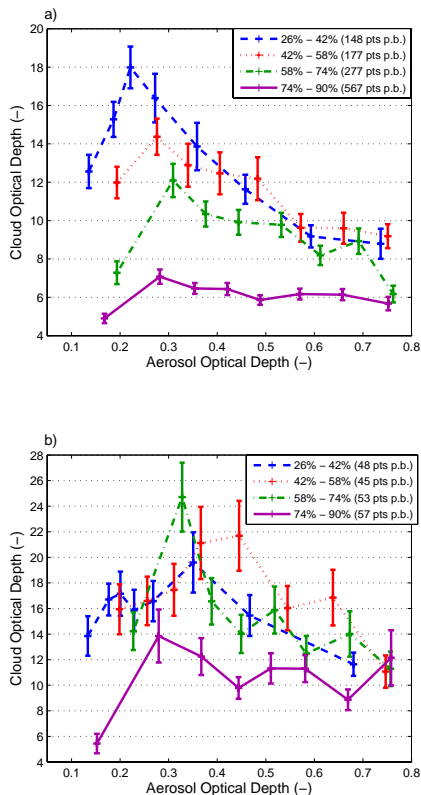 a)
20
18
16
14
12
10
8
6
4
Cloud Optical Depth (−)
26% − 42% (148 pts p.b.)
42% − 58% (177 pts p.b.)
58% − 74% (277 pts p.b.)
74% − 90% (567 pts p.b.)
0.1 0.2 0.3 0.4 0.5 0.6 0.7 0.8
Aerosol Optical Depth (−)
b)
28
26
24
22
20
18
16
14
12
10
8
6
4
Cloud Optical Depth (−)
26% − 42% (48 pts p.b.)
42% − 58% (45 pts p.b.)
58% − 74% (53 pts p.b.)
74% − 90% (57 pts p.b.)
0.1 0.2 0.3 0.4 0.5 0.6 0.7 0.8
Aerosol Optical Depth (−)